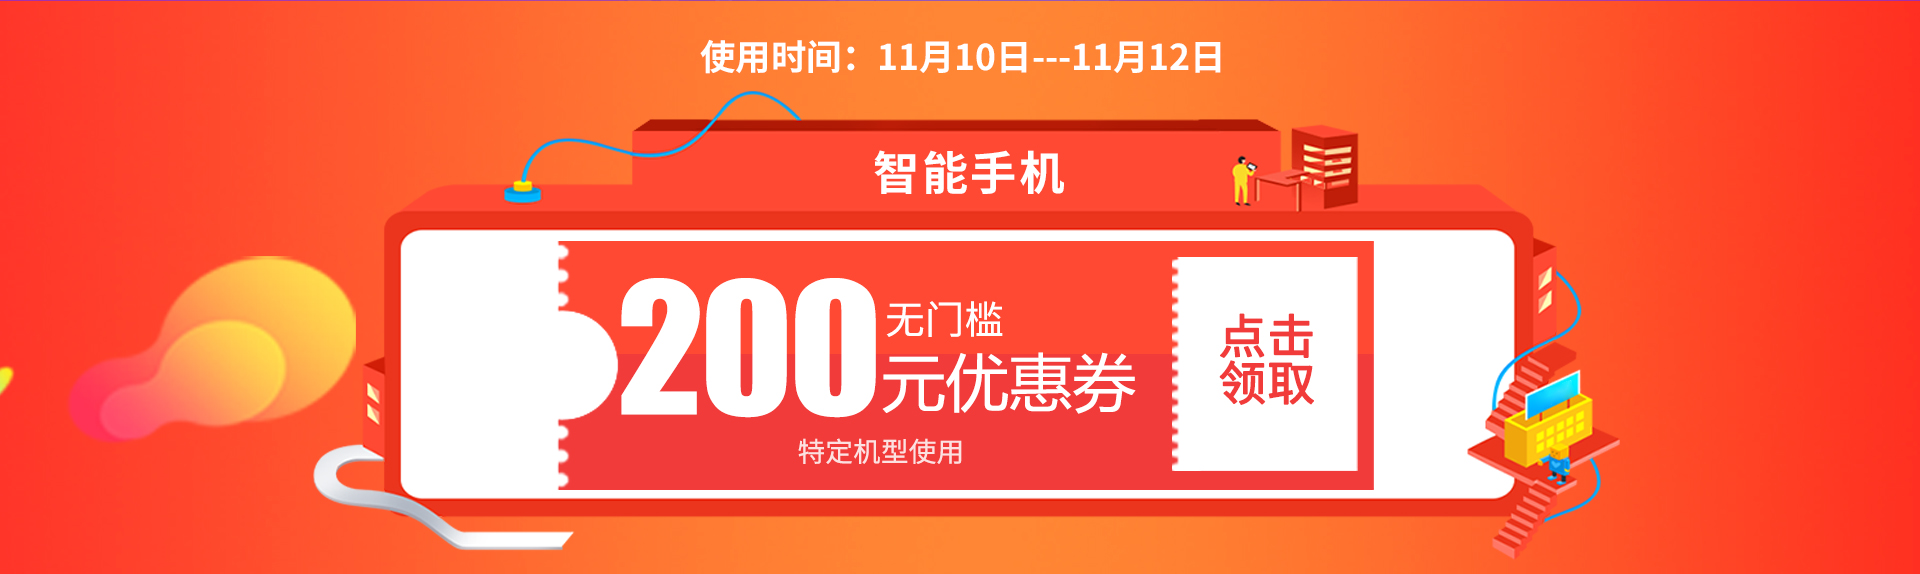 使用时间：11月10日---11月12日
智能手机
200
无门槛
元优惠券
特定机型使用
点击
领取